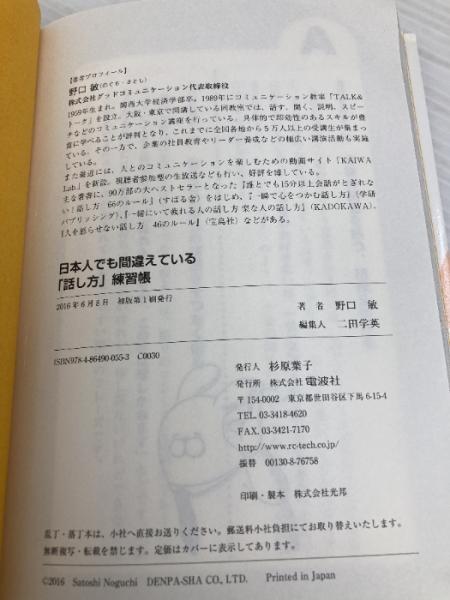 【著者プロフィール】
野口 敏(のぐち・さとし)
株式会社グッドコミュニケーション代表取締役
1959年生まれ。関西大学経済学部卒。1989年にコミュニケーション教室「TALK&
トーク」を設立。大阪・東京で開講している同教室では、話す、聞く、説明、スピー
チなどのコミュニケーション講座を行っている。具体的で即効性のあるスキルが豊
富に学べることが評判となり、これまでに全国各地から5万人以上の受講生が集まっ
ている。その一方で、企業の社員教育やリーダー養成などの幅広い講演活動も実施
している。
また最近には、人とのコミュニケーションを楽しむための動画サイト「KAIWA
Lab.」を新設。視聴者参加型の生放送なども行い、好評を博している。
主な著書に、90万部の大ベストセラーとなった『誰とでも15分以上会話がとぎれな
い!話し方 66のルール』(すばる舎)をはじめ、『一瞬で心をつかむ話し方』(学研
パブリッシング)、『一緒にいて疲れる人の話し方 楽な人の話し方』(KADOKAWA)、
『人を怒らせない話し方 46のルール』(宝島社)などがある。
日本人でも間違えている
「話し方」練習帳
2016年6月8日 初版第1刷発行
著 者 野口 敏
編集人 二田学英
ISBN978-4-86490-055-3 C0030
発行人 杉原葉子
発行所 株式会社 電波社
〒154-0002 東京都世田谷区下馬 6-15-4
TEL. 03-3418-4620
FAX. 03-3421-7170
http://www.rc-tech.co.jp/
振替 00130-8-76758
印刷・製本 株式会社光邦
乱丁・落丁本は、小社へ直接お送りください。郵送料小社負担にてお取り替えいたします。
無断複写・転載を禁じます。定価はカバーに表示してあります。
©2016 Satoshi Noguchi DENPA-SHA CO., LTD. Printed in Japan